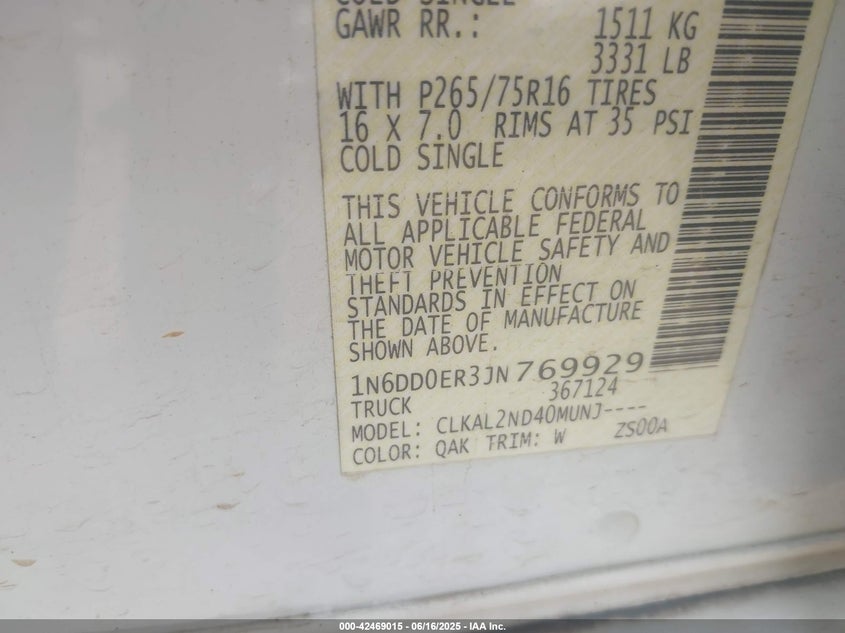 COLD SINGLE
GAWR RR.: 1511 KG
3331 LB
WITH P265/75R16 TIRES
16 X 7.0 RIMS AT 35 PSI
COLD SINGLE
THIS VEHICLE CONFORMS TO
ALL APPLICABLE FEDERAL
MOTOR VEHICLE SAFETY AND
THEFT PREVENTION
STANDARDS IN EFFECT ON
THE DATE OF MANUFACTURE
SHOWN ABOVE.
1N6DD0ER3JN769929
367124
TRUCK
MODEL: CLKAL2ND40MUNJ----
COLOR: QAK TRIM: W ZS00A
000-42469015 - 06/16/2025 - IAA Inc.